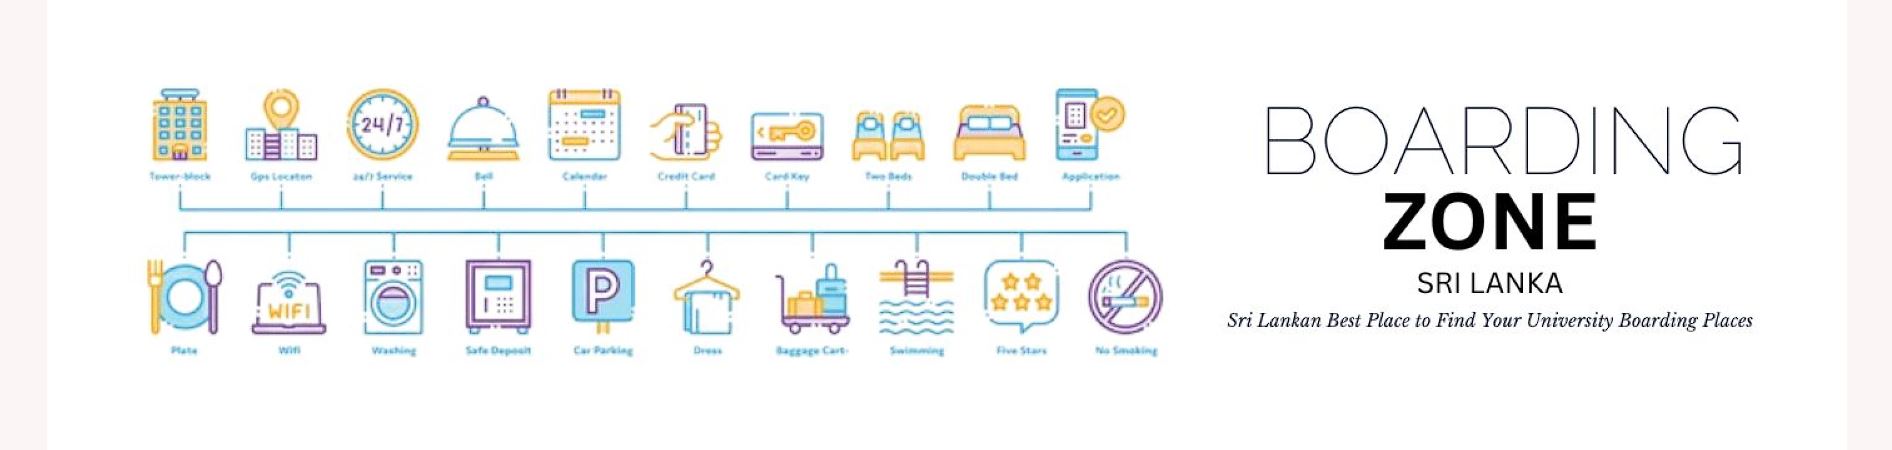 24/7
Tower-block Gps Locaton 24/7 Service Bell Calendar Credit Card Card Key Two Beds Double Bed Application
WIFI P
Plate Wifi Washing Safe Deposit Car Parking Dress Baggage Cart- Swimming Five Stars No Smoking
BOARDING
ZONE
SRI LANKA
Sri Lankan Best Place to Find Your University Boarding Places